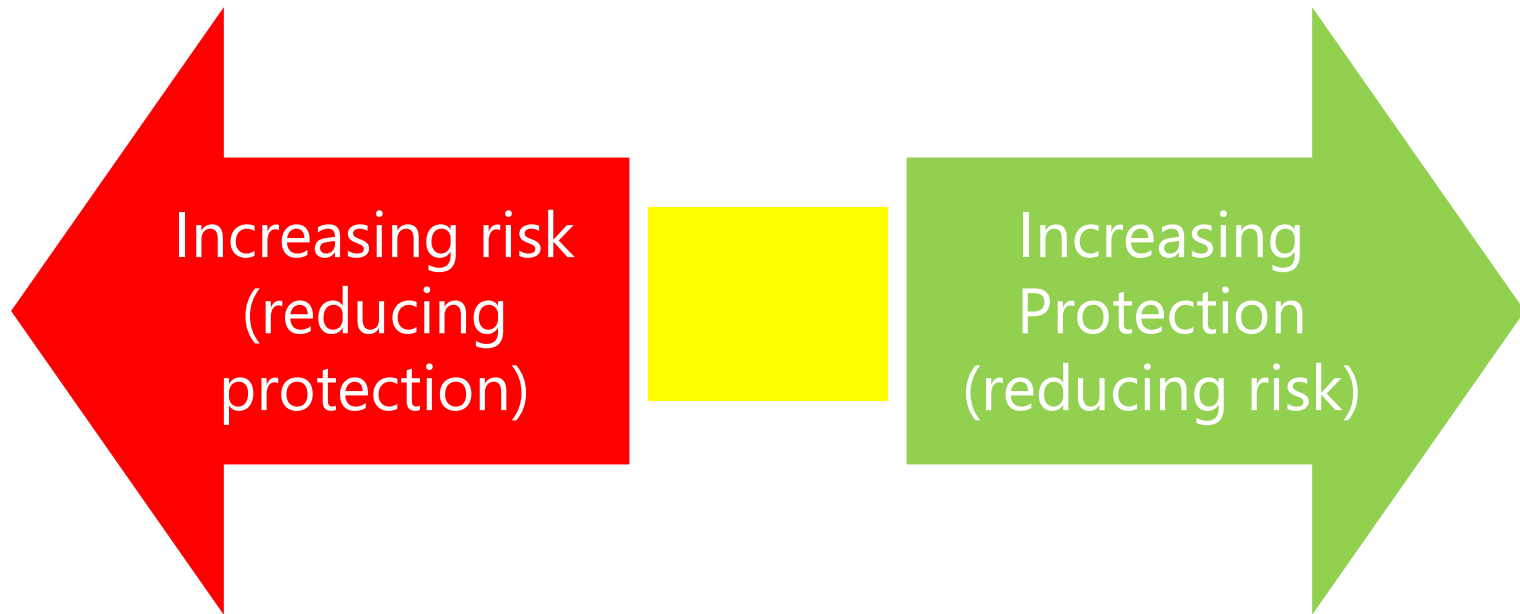 Increasing risk
(reducing
protection)
Increasing
Protection
(reducing risk)